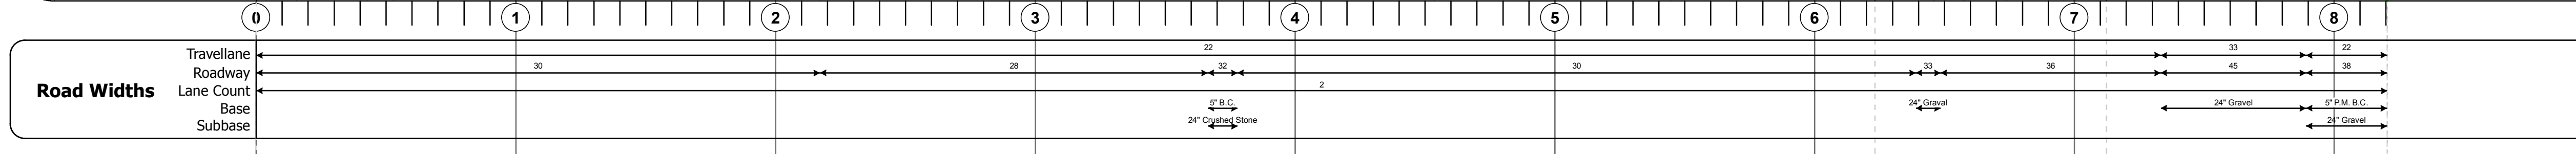 0 1 2 3 4 5 6 7 8
Road Widths
Travellane 22 33 22
Roadway 30 28 32 30 33 36 45 38
Lane Count 2
Base 5" B.C. 24" Graval 24" Gravel 5" P.M. B.C.
Subbase 24" Crushed Stone 24" Gravel